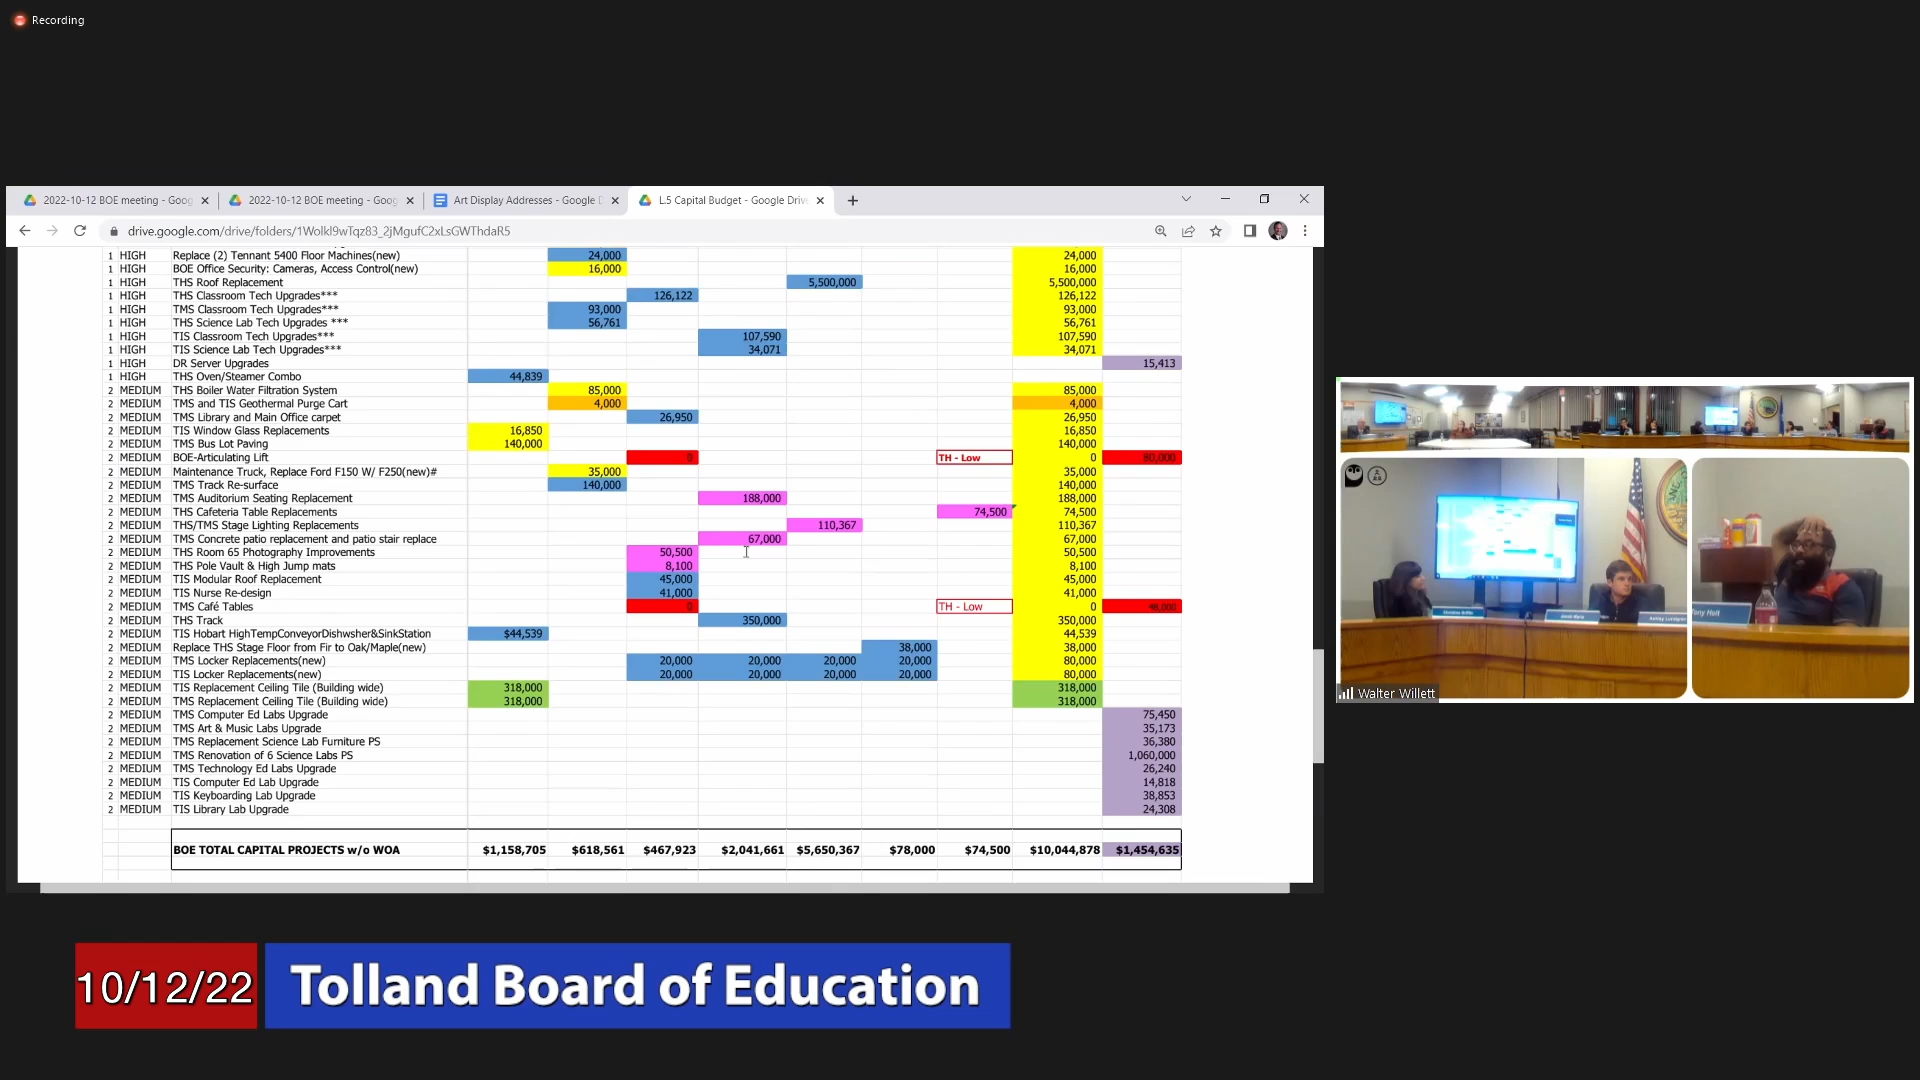 Recording
2022-10-12 BOE meeting - Goog
2022-10-12 BOE meeting - Goog
Art Display Addresses - Google D
L.5 Capital Budget - Google Drive
drive.google.com/drive/folders/1Wolkl9wTqz83_2jMgufC2xLsGWThdaR5
1 HIGH Replace (2) Tennant 5400 Floor Machines(new) 24,000 24,000
1 HIGH BOE Office Security: Cameras, Access Control(new) 16,000 16,000
1 HIGH THS Roof Replacement 5,500,000 5,500,000
1 HIGH THS Classroom Tech Upgrades*** 126,122 126,122
1 HIGH TMS Classroom Tech Upgrades*** 93,000 93,000
1 HIGH THS Science Lab Tech Upgrades *** 56,761 56,761
1 HIGH TIS Classroom Tech Upgrades*** 107,590 107,590
1 HIGH TIS Science Lab Tech Upgrades*** 34,071 34,071
1 HIGH DR Server Upgrades 15,413
1 HIGH THS Oven/Steamer Combo 44,839
2 MEDIUM THS Boiler Water Filtration System 85,000 85,000
2 MEDIUM TMS and TIS Geothermal Purge Cart 4,000 4,000
2 MEDIUM TMS Library and Main Office carpet 26,950 26,950
2 MEDIUM TIS Window Glass Replacements 16,850 16,850
2 MEDIUM TMS Bus Lot Paving 140,000 140,000
2 MEDIUM BOE-Articulating Lift 0 TH - Low 0 80,000
2 MEDIUM Maintenance Truck, Replace Ford F150 W/ F250(new)# 35,000 35,000
2 MEDIUM TMS Track Re-surface 140,000 140,000
2 MEDIUM TMS Auditorium Seating Replacement 188,000 188,000
2 MEDIUM THS Cafeteria Table Replacements 74,500 74,500
2 MEDIUM THS/TMS Stage Lighting Replacements 110,367 110,367
2 MEDIUM TMS Concrete patio replacement and patio stair replace 67,000 67,000
2 MEDIUM THS Room 65 Photography Improvements 50,500 50,500
2 MEDIUM THS Pole Vault & High Jump mats 8,100 8,100
2 MEDIUM TIS Modular Roof Replacement 45,000 45,000
2 MEDIUM TIS Nurse Re-design 41,000 41,000
2 MEDIUM TMS Café Tables 0 TH - Low 0
2 MEDIUM THS Track 350,000 350,000
2 MEDIUM TIS Hobart HighTempConveyorDishwsher&SinkStation $44,539 44,539
2 MEDIUM Replace THS Stage Floor from Fir to Oak/Maple(new) 38,000 38,000
2 MEDIUM TMS Locker Replacements(new) 20,000 20,000 20,000 20,000 80,000
2 MEDIUM TIS Locker Replacements(new) 20,000 20,000 20,000 20,000 80,000
2 MEDIUM TIS Replacement Ceiling Tile (Building wide) 318,000 318,000
2 MEDIUM TMS Replacement Ceiling Tile (Building wide) 318,000 318,000
2 MEDIUM TMS Computer Ed Labs Upgrade 75,450
2 MEDIUM TMS Art & Music Labs Upgrade 35,173
2 MEDIUM TMS Replacement Science Lab Furniture PS 36,380
2 MEDIUM TMS Renovation of 6 Science Labs PS 1,060,000
2 MEDIUM TMS Technology Ed Labs Upgrade 26,240
2 MEDIUM TIS Computer Ed Lab Upgrade 14,818
2 MEDIUM TIS Keyboarding Lab Upgrade 38,853
2 MEDIUM TIS Library Lab Upgrade 24,308
BOE TOTAL CAPITAL PROJECTS w/o WOA $1,158,705 $618,561 $467,923 $2,041,661 $5,650,367 $78,000 $74,500 $10,044,878 $1,454,635
Tony Holt
Walter Willett
10/12/22
Tolland Board of Education